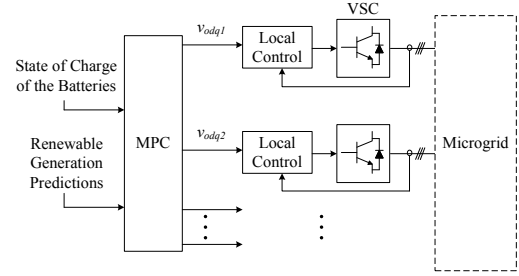 VSC
v_odq1
Local
Control
State of Charge
of the Batteries
MPC
Renewable
Generation
Predictions
v_odq2
Local
Control
Microgrid